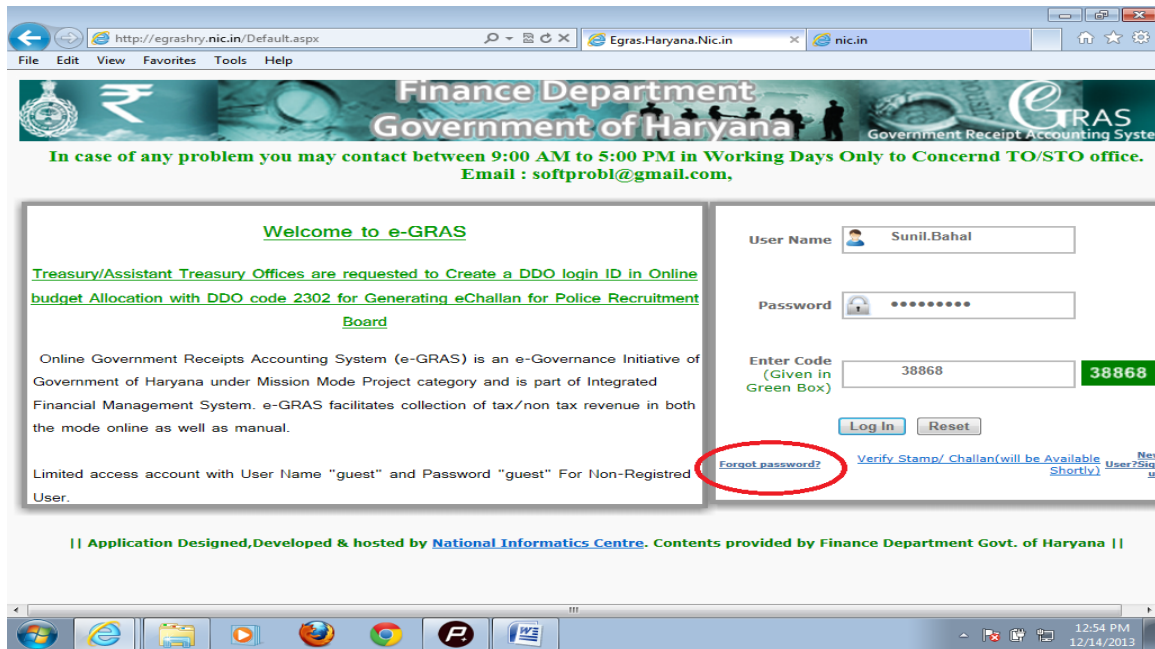 http://egrashry.nic.in/Default.aspx
Egras.Haryana.Nic.in
nic.in
File Edit View Favorites Tools Help
Finance Department
Government of Haryana
eGRAS
Government Receipt Accounting Syste
In case of any problem you may contact between 9:00 AM to 5:00 PM in Working Days Only to Concernd TO/STO office.
Email : softprobl@gmail.com,
Welcome to e-GRAS
Treasury/Assistant Treasury Offices are requested to Create a DDO login ID in Online
budget Allocation with DDO code 2302 for Generating eChallan for Police Recruitment
Board
Online Government Receipts Accounting System (e-GRAS) is an e-Governance Initiative of
Government of Haryana under Mission Mode Project category and is part of Integrated
Financial Management System. e-GRAS facilitates collection of tax/non tax revenue in both
the mode online as well as manual.
Limited access account with User Name "guest" and Password "guest" For Non-Registred
User.
User Name Sunil.Bahal
Password •••••••••
Enter Code
(Given in
Green Box)
38868 38868
Log In Reset
Forgot password?
Verify Stamp/ Challan(will be Available
Shortly)
New
User?Sig
u
|| Application Designed,Developed & hosted by National Informatics Centre. Contents provided by Finance Department Govt. of Haryana ||
12:54 PM
12/14/2013